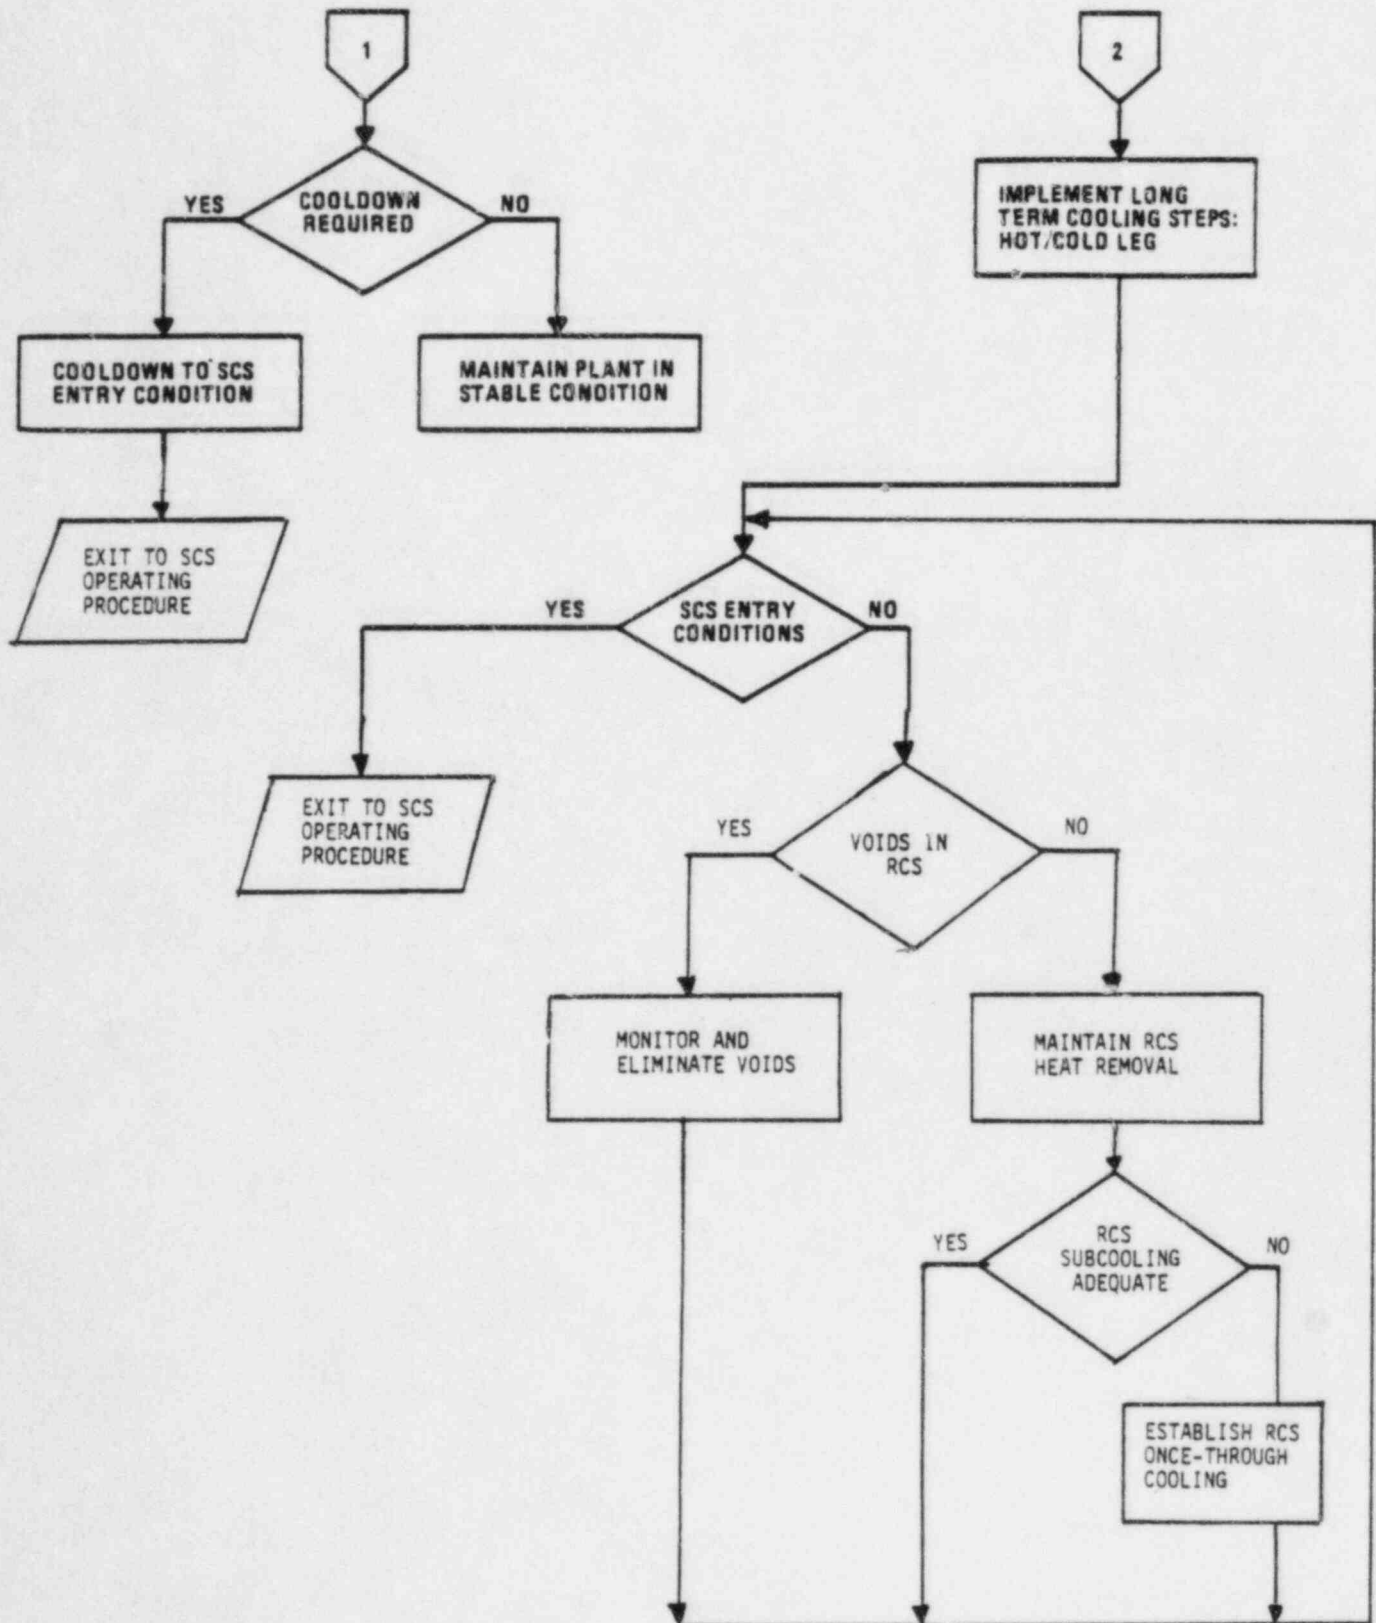 1
2
COOLDOWN
REQUIRED
YES
NO
IMPLEMENT LONG
TERM COOLING STEPS:
HOT/COLD LEG
COOLDOWN TO SCS
ENTRY CONDITION
MAINTAIN PLANT IN
STABLE CONDITION
EXIT TO SCS
OPERATING
PROCEDURE
YES
SCS ENTRY
CONDITIONS
NO
EXIT TO SCS
OPERATING
PROCEDURE
YES
VOIDS IN
RCS
NO
MONITOR AND
ELIMINATE VOIDS
MAINTAIN RCS
HEAT REMOVAL
YES
RCS
SUBCOOLING
ADEQUATE
NO
ESTABLISH RCS
ONCE-THROUGH
COOLING